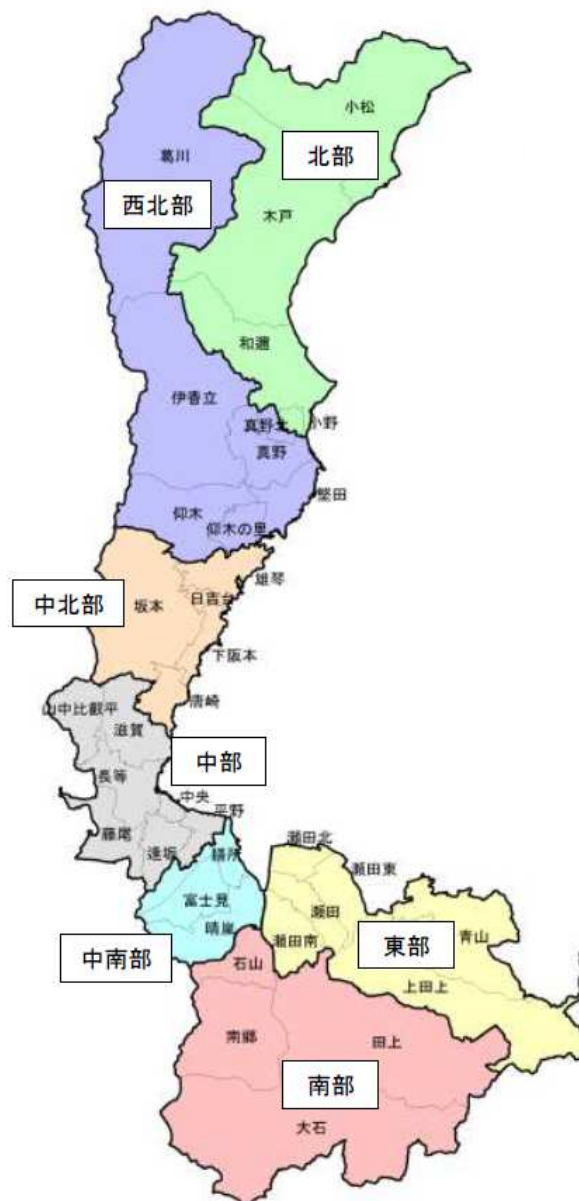 小松
北部
葛川
西北部
木戸
和邇
伊香立
真野北
小野
真野
堅田
仰木
仰木の里
雄琴
中北部
坂本
日吉台
下阪本
唐崎
山中比叡平
滋賀
中部
長等
中央
平野
藤尾
逢坂
膳所
瀬田北
瀬田東
富士見
瀬田
晴嵐
瀬田南
青山
東部
中南部
石山
上田上
南郷
田上
南部
大石